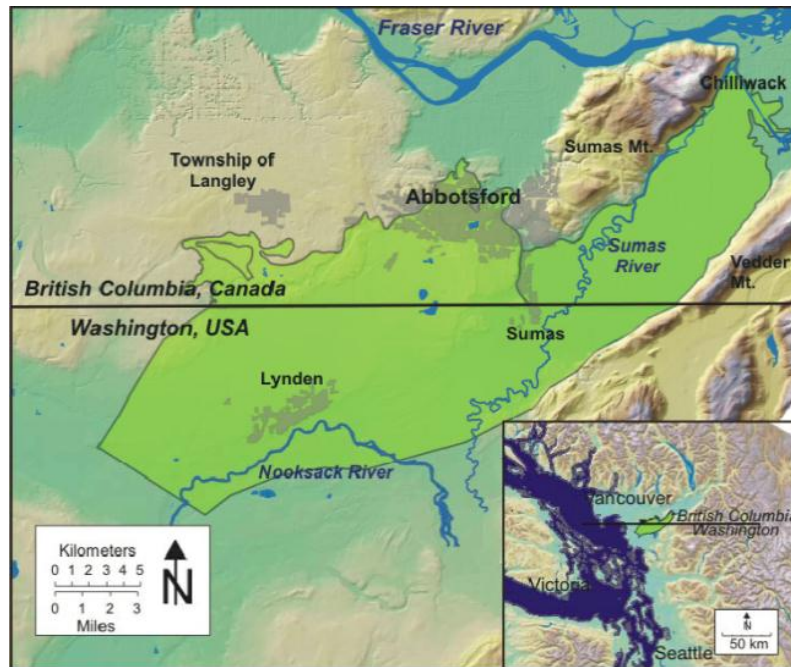 Fraser River
Chilliwack
Sumas Mt.
Township of
Langley
Abbotsford
Sumas
River
Vedder
Mt.
British Columbia, Canada
Washington, USA
Sumas
Lynden
Nooksack River
Kilometers
0 1 2 3 4 5
0 1 2 3
Miles
N
Vancouver
British Columbia
Washington
Victoria
Seattle
N
50 km